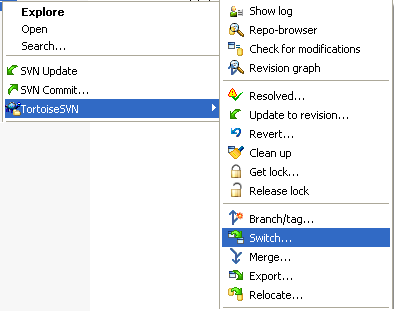 Explore
Open
Search...
SVN Update
SVN Commit...
TortoiseSVN
Show log
Repo-browser
Check for modifications
Revision graph
Resolved...
Update to revision...
Revert...
Clean up
Get lock...
Release lock
Branch/tag...
Switch...
Merge...
Export...
Relocate...